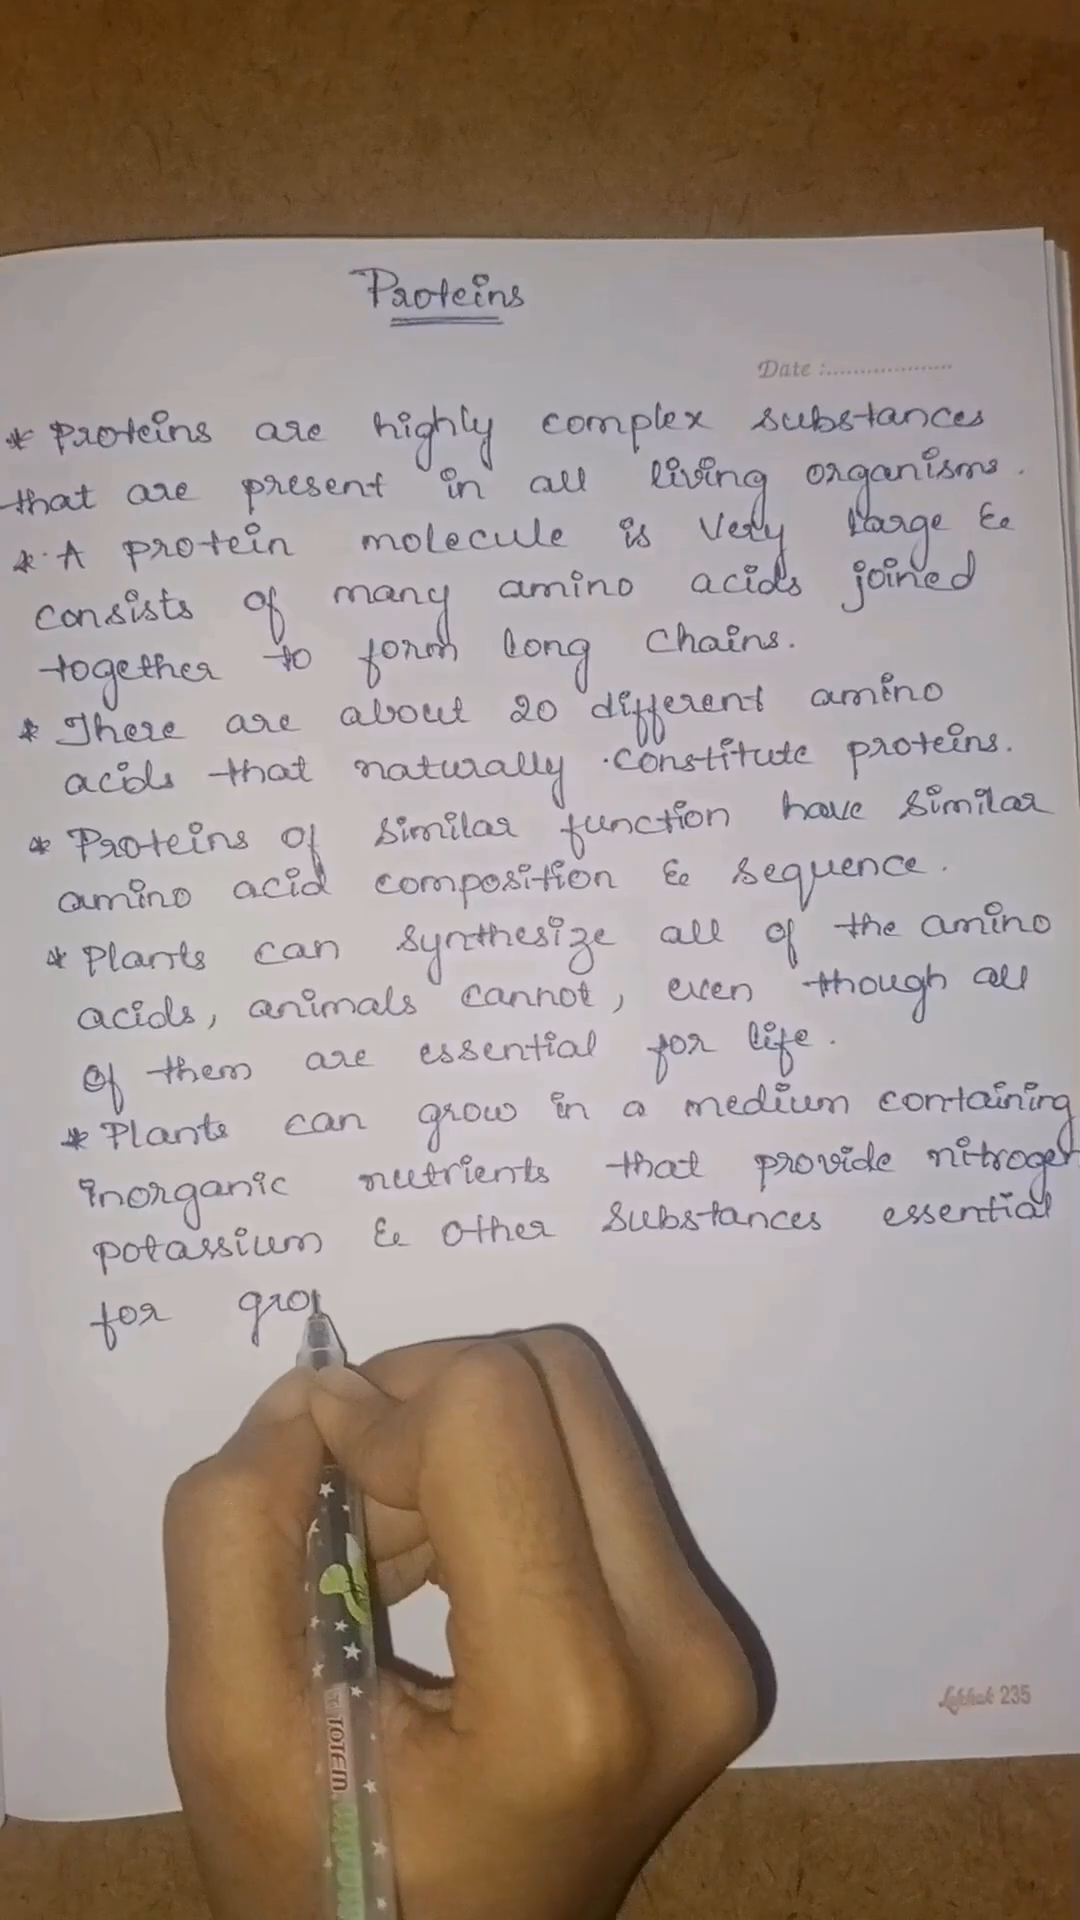 Proteins
Date :....................
* Proteins are highly complex substances
that are present in all living organisms.
* A protein molecule is very large &
consists of many amino acids joined
together to form long chains.
* There are about 20 different amino
acids that naturally constitute proteins.
* Proteins of similar function have similar
amino acid composition & sequence.
* Plants can synthesize all of the amino
acids, animals cannot, even though all
of them are essential for life.
* Plants can grow in a medium containing
inorganic nutrients that provide nitrogen
potassium & other substances essential
for gro
Lekhak 235
TOTEM